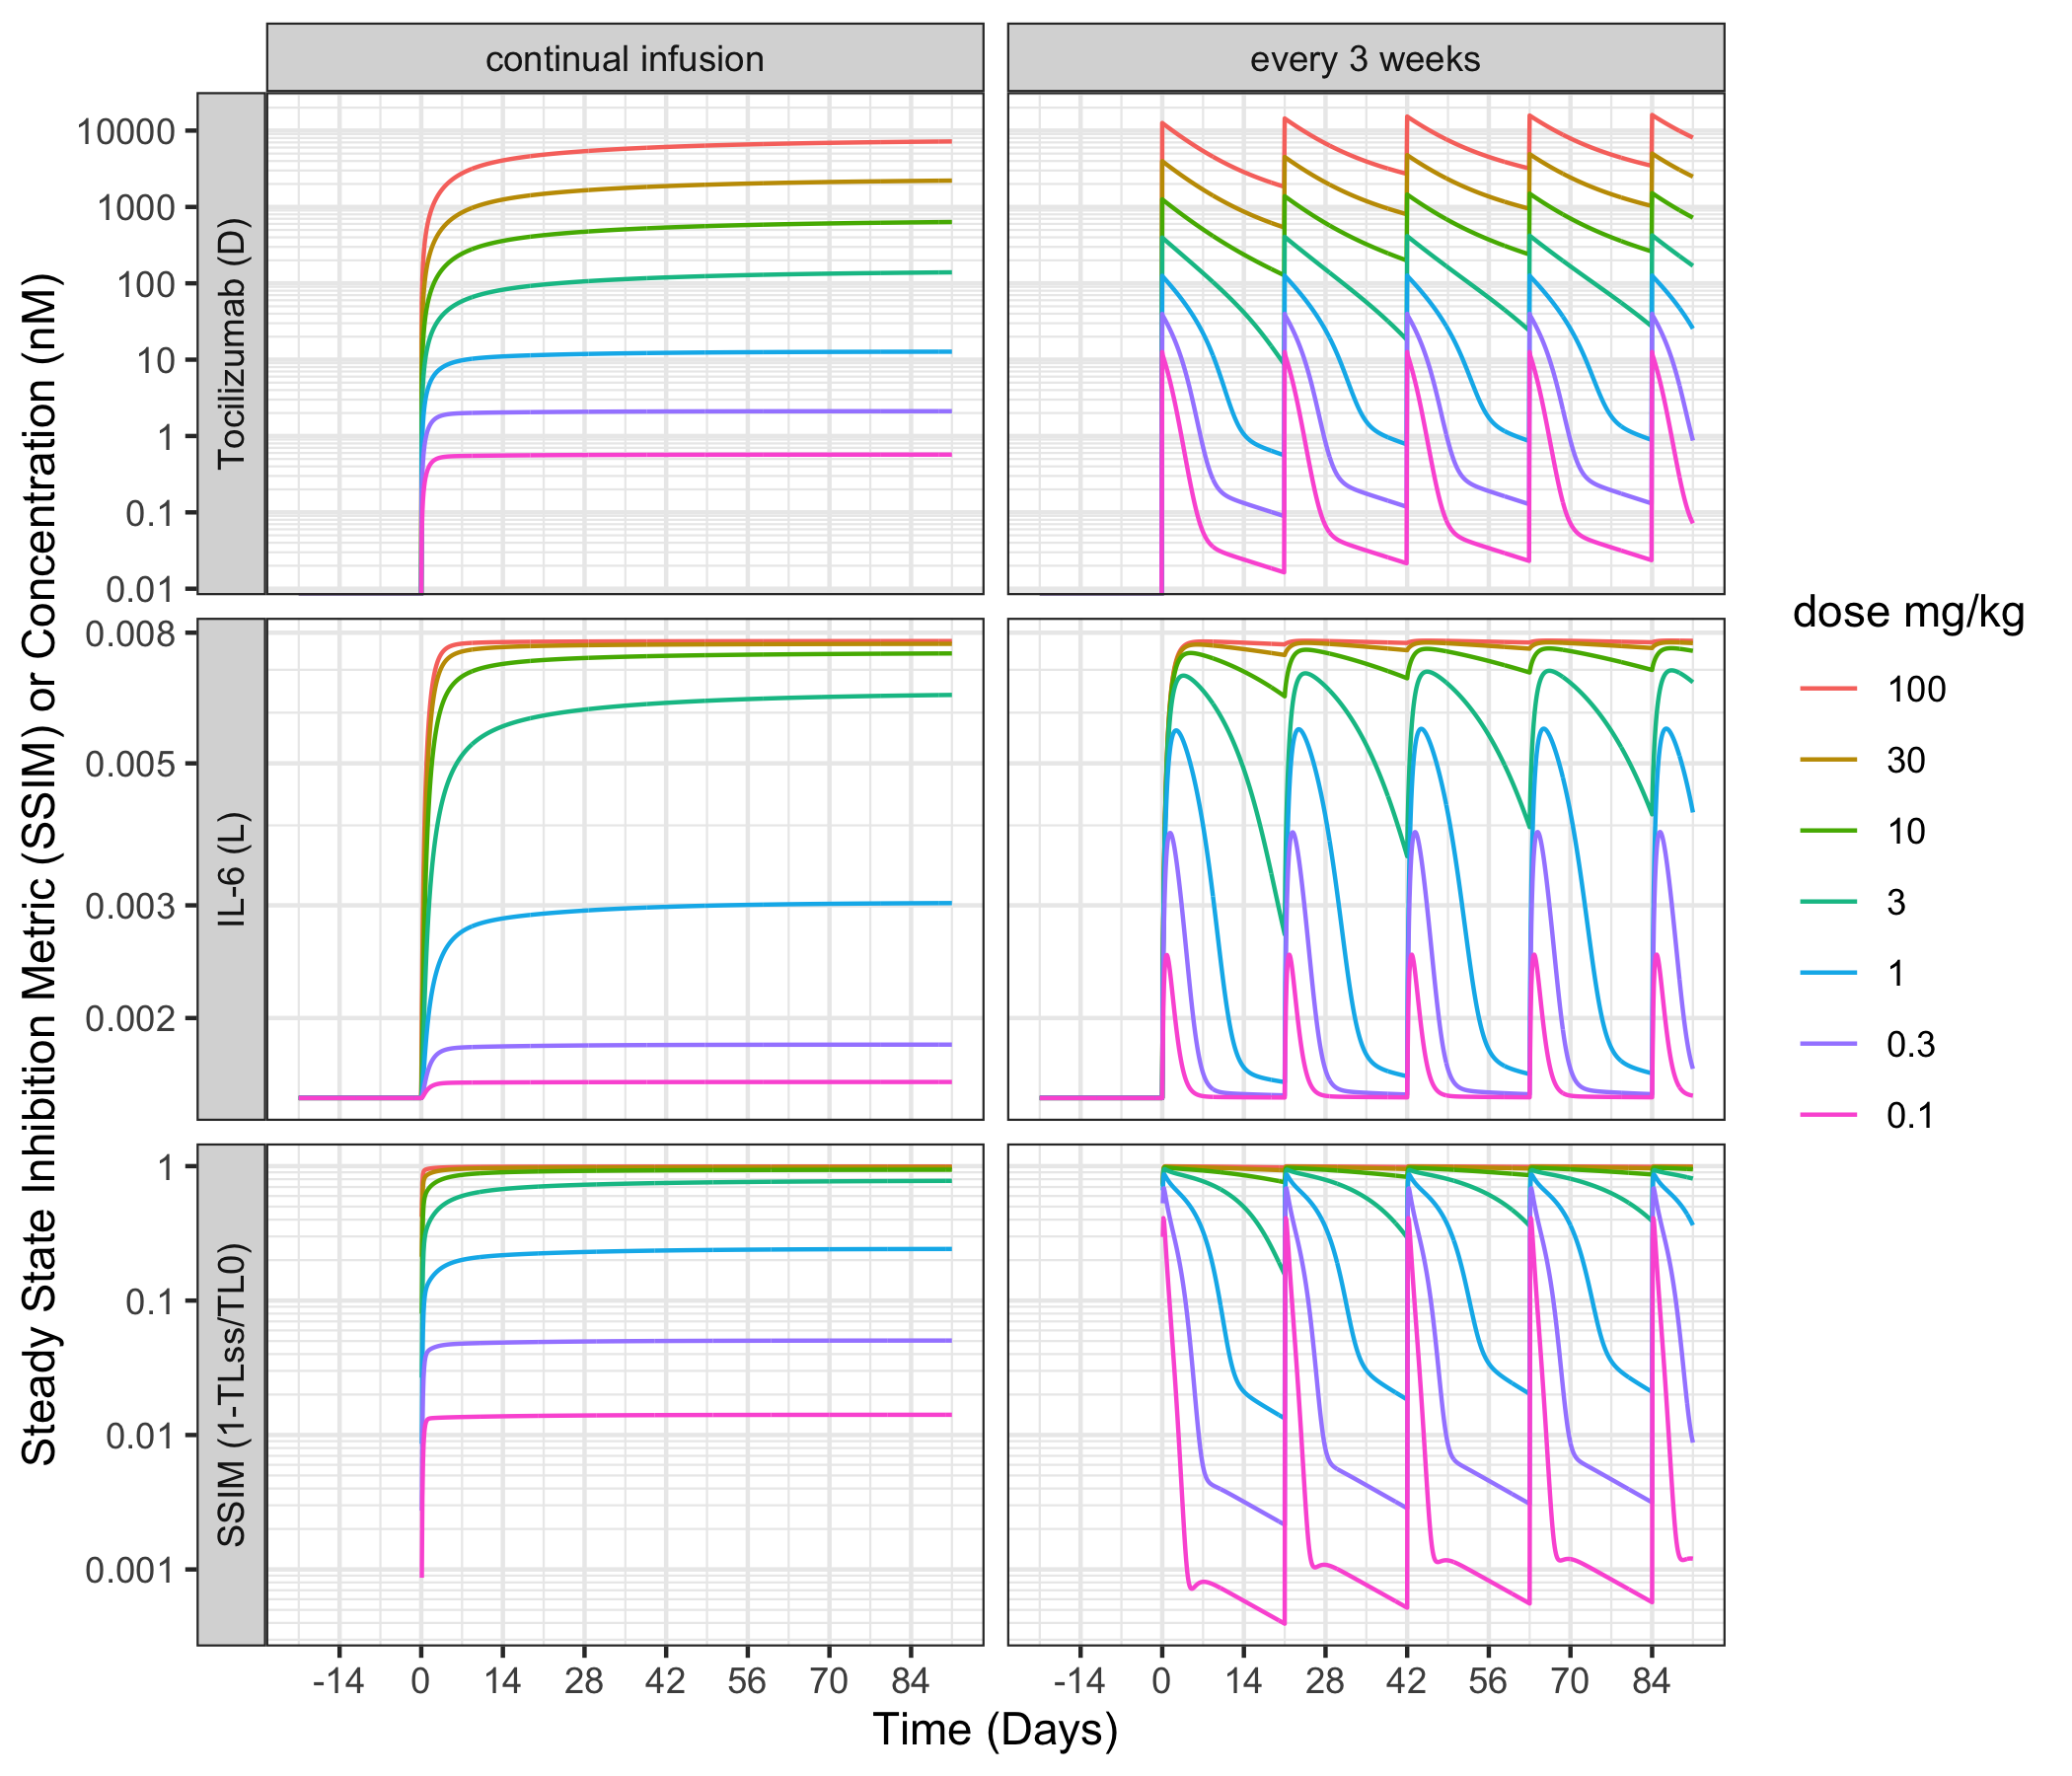 continual infusion
every 3 weeks
Steady State Inhibition Metric (SSIM) or Concentration (nM)
Tocilizumab (D)
10000
1000
100
10
1
0.1
0.01
IL-6 (L)
0.008
0.005
0.003
0.002
SSIM (1-TLss/TL0)
1
0.1
0.01
0.001
-14 0 14 28 42 56 70 84
-14 0 14 28 42 56 70 84
Time (Days)
dose mg/kg
100
30
10
3
1
0.3
0.1